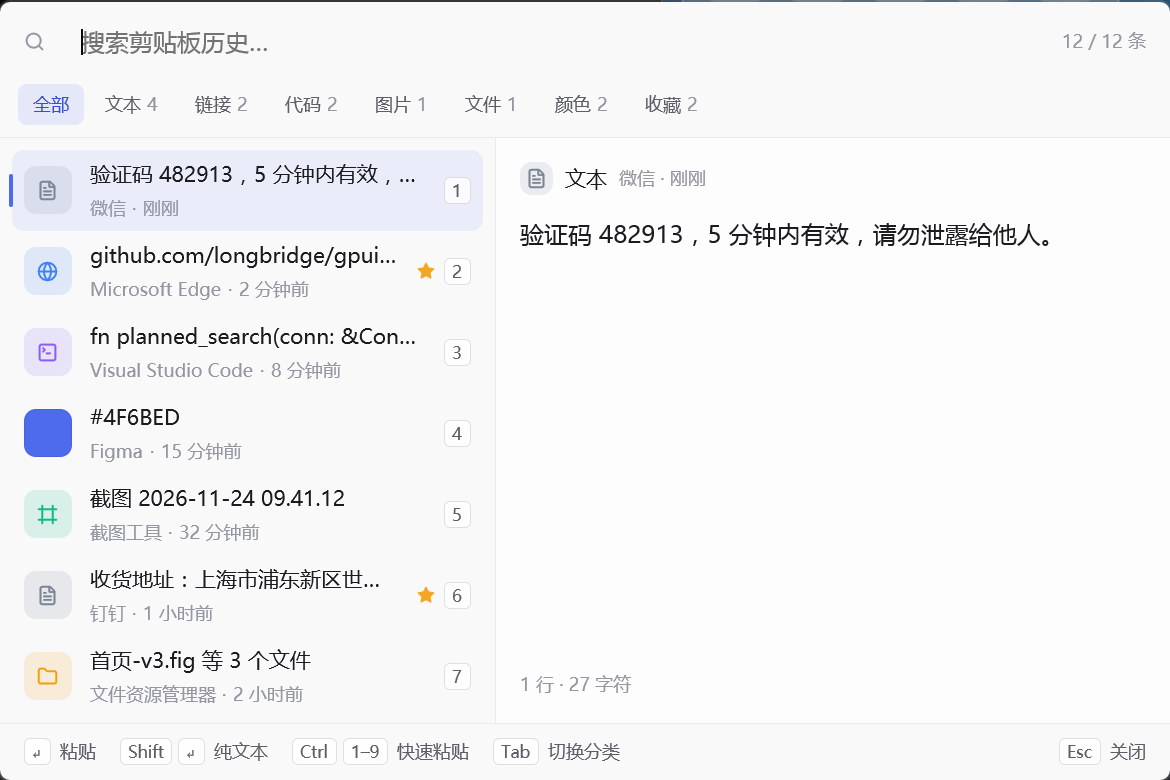 搜索剪贴板历史...
12 / 12 条
全部 文本 4 链接 2 代码 2 图片 1 文件 1 颜色 2 收藏 2
验证码 482913，5 分钟内有效，...
微信 · 刚刚
1
github.com/longbridge/gpui...
Microsoft Edge · 2 分钟前
2
fn planned_search(conn: &Con...
Visual Studio Code · 8 分钟前
3
#4F6BED
Figma · 15 分钟前
4
截图 2026-11-24 09.41.12
截图工具 · 32 分钟前
5
收货地址：上海市浦东新区世...
钉钉 · 1 小时前
6
首页-v3.fig 等 3 个文件
文件资源管理器 · 2 小时前
7
文本 微信 · 刚刚
验证码 482913，5 分钟内有效，请勿泄露给他人。
1 行 · 27 字符
↵ 粘贴 Shift ↵ 纯文本 Ctrl 1–9 快速粘贴 Tab 切换分类 Esc 关闭